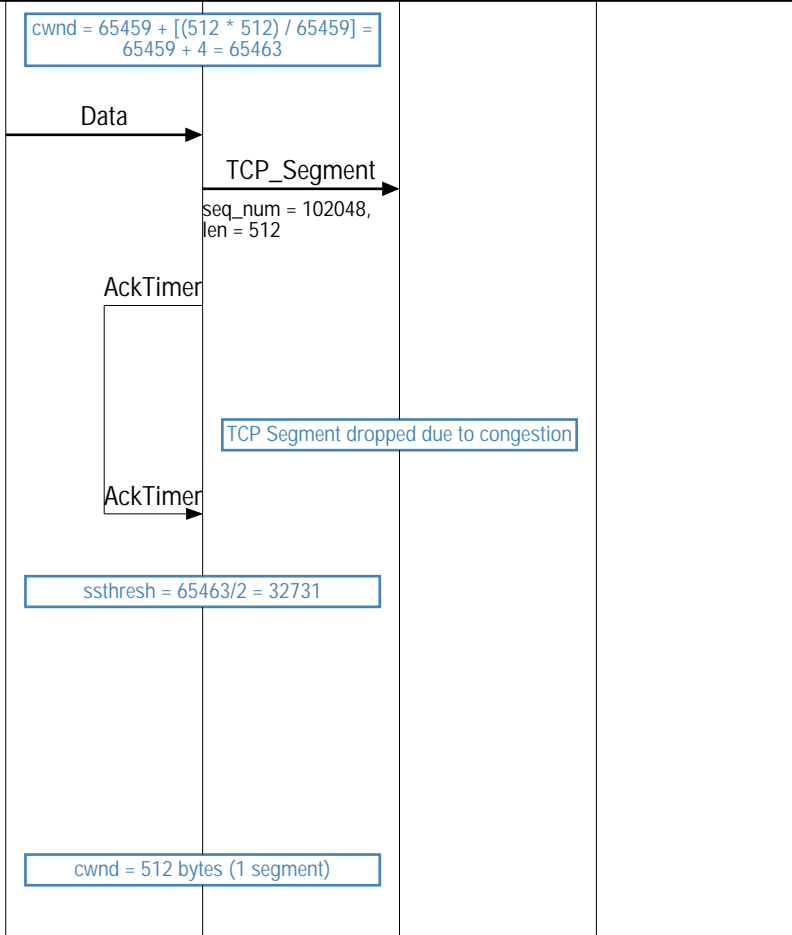 cwnd = 65459 + [(512 * 512) / 65459] =
65459 + 4 = 65463
Data
TCP_Segment
seq_num = 102048,
len = 512
AckTimer
TCP Segment dropped due to congestion
AckTimer
ssthresh = 65463/2 = 32731
cwnd = 512 bytes (1 segment)